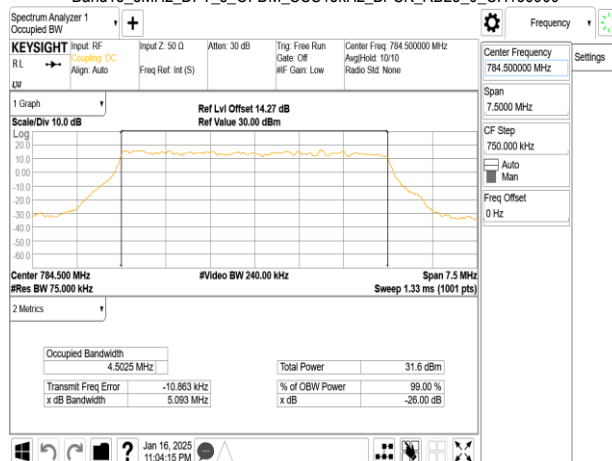 Spectrum Analyzer 1
Occupied BW
Frequency
KEYSIGHT
RL
Input: RF
Coupling: DC
Align: Auto
Input Z: 50 Ω
Freq Ref: Int (S)
Atten: 30 dB
Trig: Free Run
Gate: Off
#IF Gain: Low
Center Freq: 784.500000 MHz
Avg|Hold: 10/10
Radio Std: None
Center Frequency
784.500000 MHz
Settings
Span
7.5000 MHz
CF Step
750.000 kHz
Auto
Man
Freq Offset
0 Hz
1 Graph
Scale/Div 10.0 dB
Ref Lvl Offset 14.27 dB
Ref Value 30.00 dBm
Log
20.0
10.0
0.00
-10.0
-20.0
-30.0
-40.0
-50.0
-60.0
Center 784.500 MHz
#Video BW 240.00 kHz
Span 7.5 MHz
#Res BW 75.000 kHz
Sweep 1.33 ms (1001 pts)
2 Metrics
Occupied Bandwidth
4.5025 MHz
Total Power 31.6 dBm
Transmit Freq Error -10.863 kHz
% of OBW Power 99.00 %
x dB Bandwidth 5.093 MHz
x dB -26.00 dB
?
Jan 16, 2025
11:04:15 PM